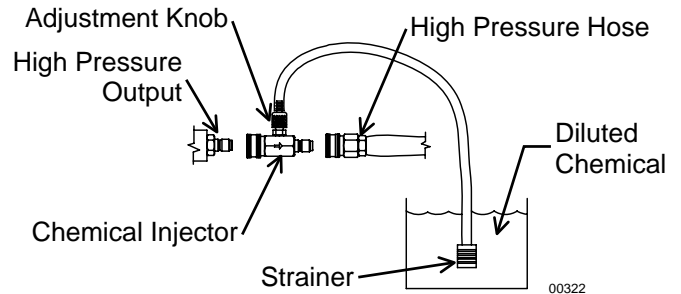 Adjustment Knob
High Pressure Hose
High Pressure
Output
Diluted
Chemical
Chemical Injector
Strainer
00322